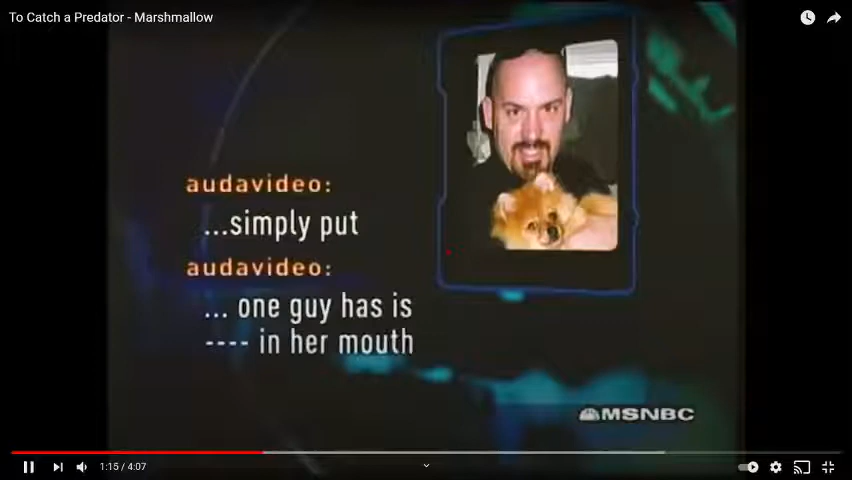 To Catch a Predator - Marshmallow
audavideo:
...simply put
audavideo:
... one guy has is
---- in her mouth
MSNBC
1:15 / 4:07